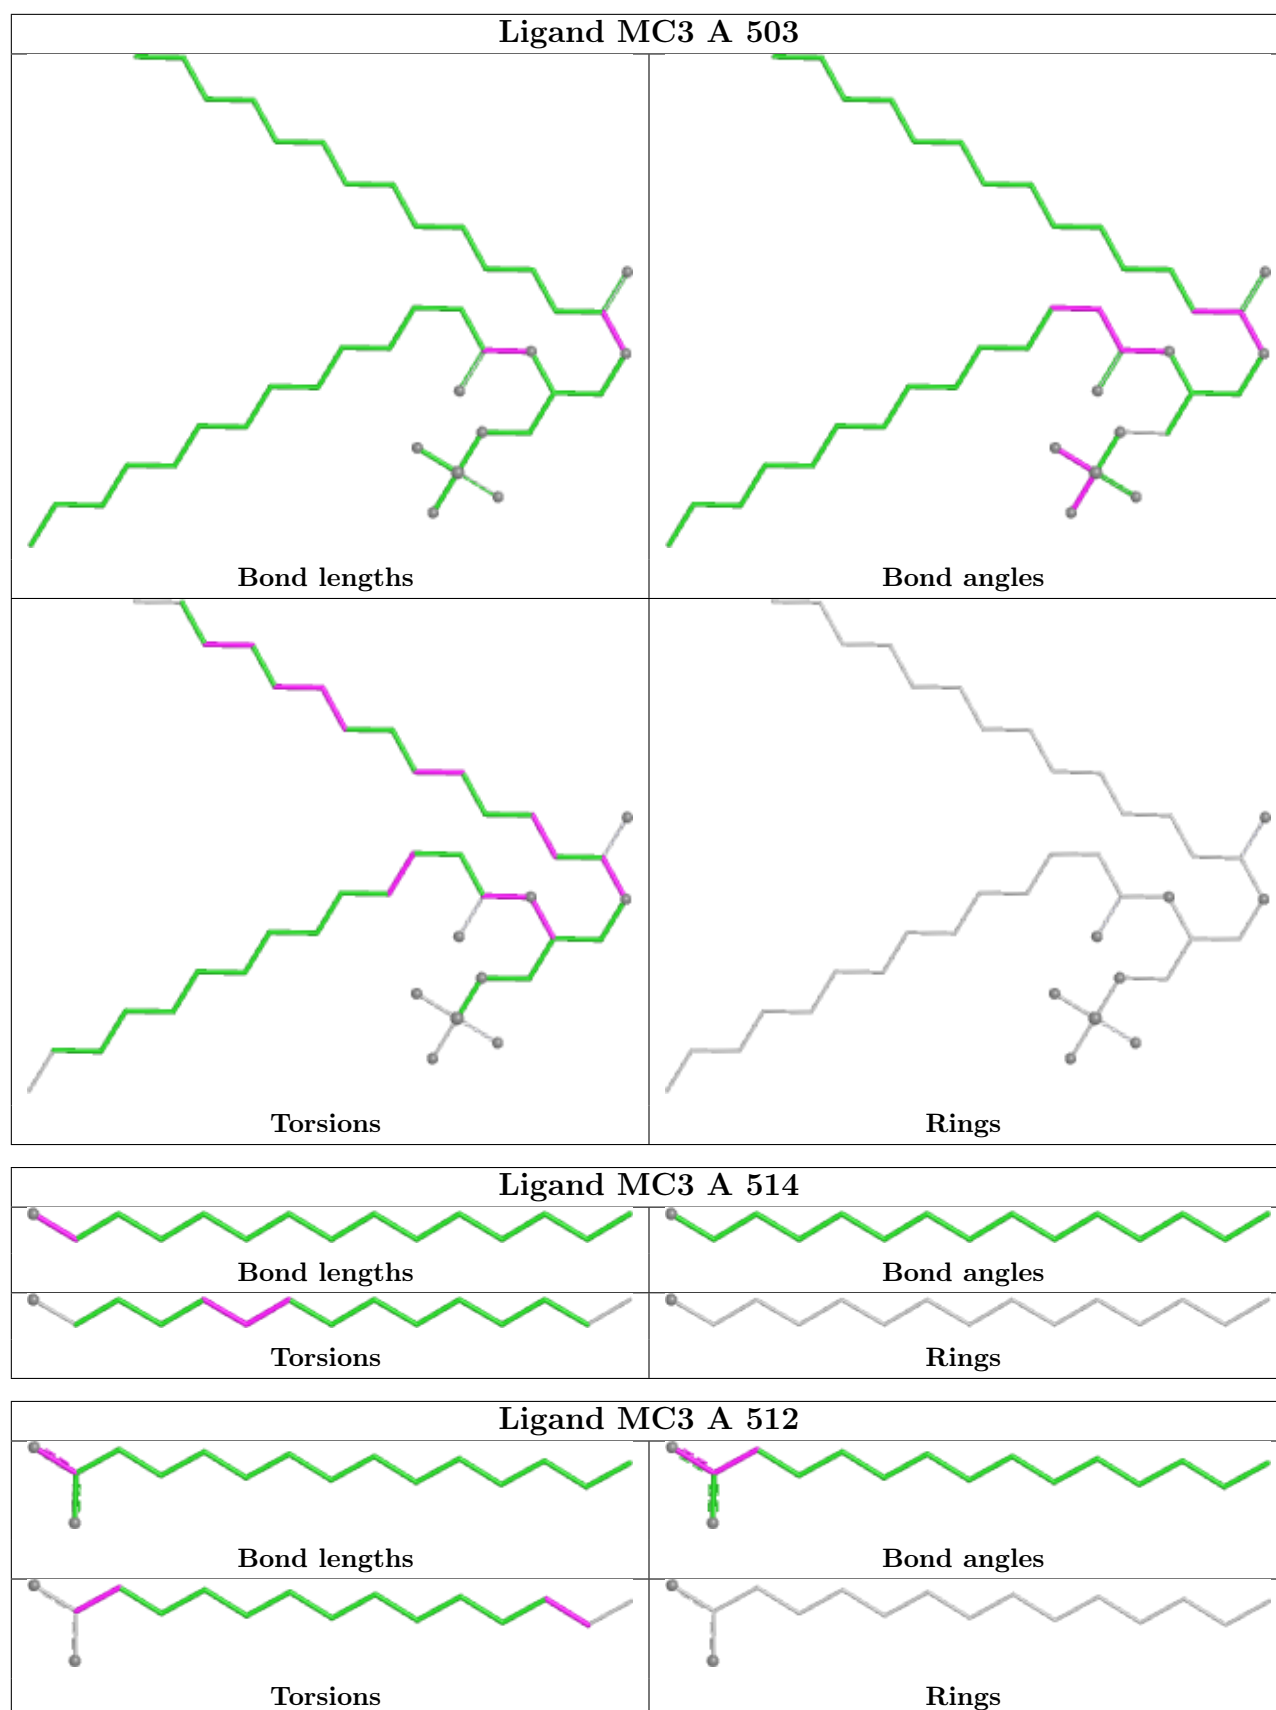 Ligand MC3 A 503
Bond lengths
Bond angles
Torsions
Rings
Ligand MC3 A 514
Bond lengths
Bond angles
Torsions
Rings
Ligand MC3 A 512
Bond lengths
Bond angles
Torsions
Rings